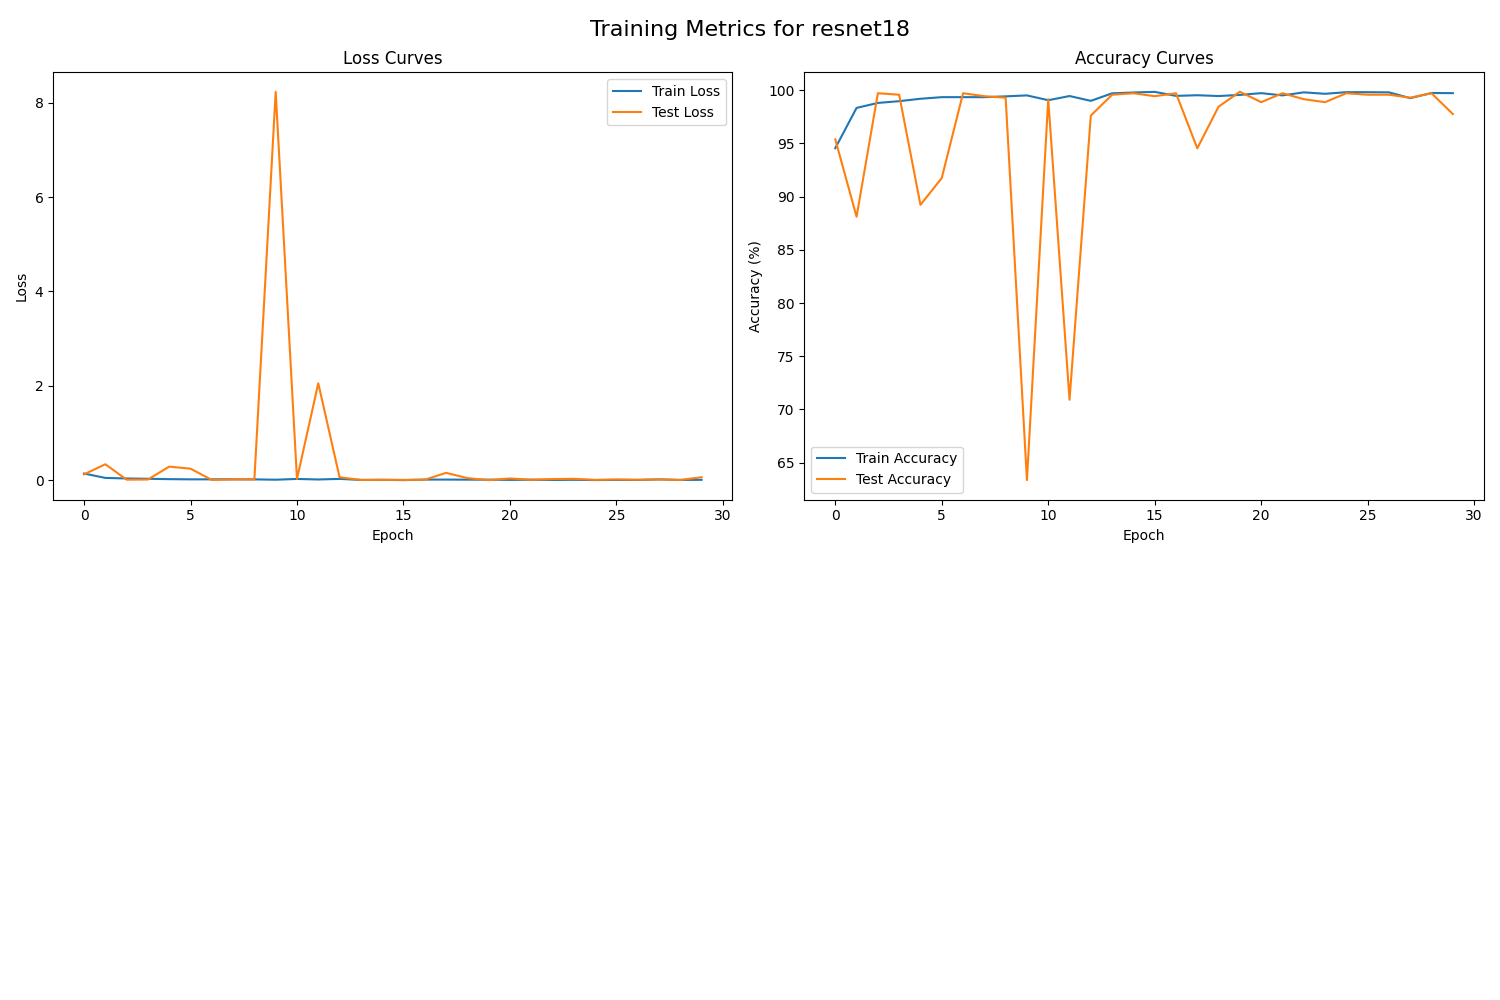 Training Metrics for resnet18
Loss Curves
Train Loss
Test Loss
8
6
4
2
0
Loss
0 5 10 15 20 25 30
Epoch
Accuracy Curves
100
95
90
85
80
75
70
65
Accuracy (%)
Train Accuracy
Test Accuracy
0 5 10 15 20 25 30
Epoch